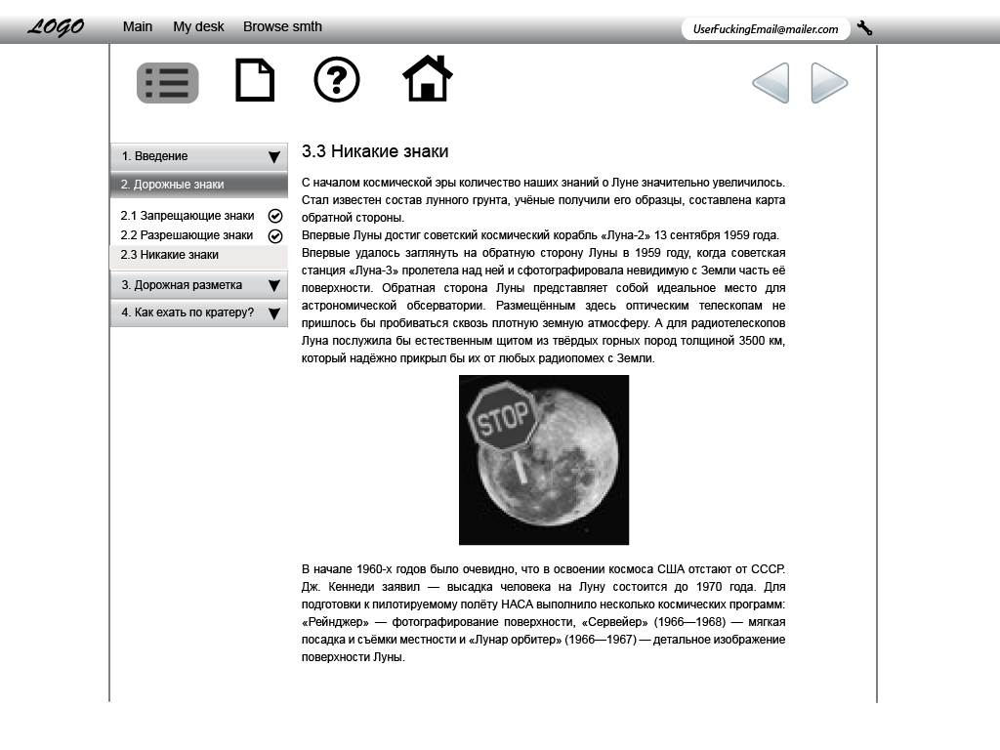 LOGO Main My desk Browse smth UserFuckingEmail@mailer.com
?
1. Введение
2. Дорожные знаки
2.1 Запрещающие знаки
2.2 Разрешающие знаки
2.3 Никакие знаки
3. Дорожная разметка
4. Как ехать по кратеру?
3.3 Никакие знаки
С началом космической эры количество наших знаний о Луне значительно увеличилось.
Стал известен состав лунного грунта, учёные получили его образцы, составлена карта
обратной стороны.
Впервые Луны достиг советский космический корабль «Луна-2» 13 сентября 1959 года.
Впервые удалось заглянуть на обратную сторону Луны в 1959 году, когда советская
станция «Луна-3» пролетела над ней и сфотографировала невидимую с Земли часть её
поверхности. Обратная сторона Луны представляет собой идеальное место для
астрономической обсерватории. Размещённым здесь оптическим телескопам не
пришлось бы пробиваться сквозь плотную земную атмосферу. А для радиотелескопов
Луна послужила бы естественным щитом из твёрдых горных пород толщиной 3500 км,
который надёжно прикрыл бы их от любых радиопомех с Земли.
STOP
В начале 1960-х годов было очевидно, что в освоении космоса США отстают от СССР.
Дж. Кеннеди заявил — высадка человека на Луну состоится до 1970 года. Для
подготовки к пилотируемому полёту НАСА выполнило несколько космических программ:
«Рейнджер» — фотографирование поверхности, «Сервейер» (1966—1968) — мягкая
посадка и съёмки местности и «Лунар орбитер» (1966—1967) — детальное изображение
поверхности Луны.